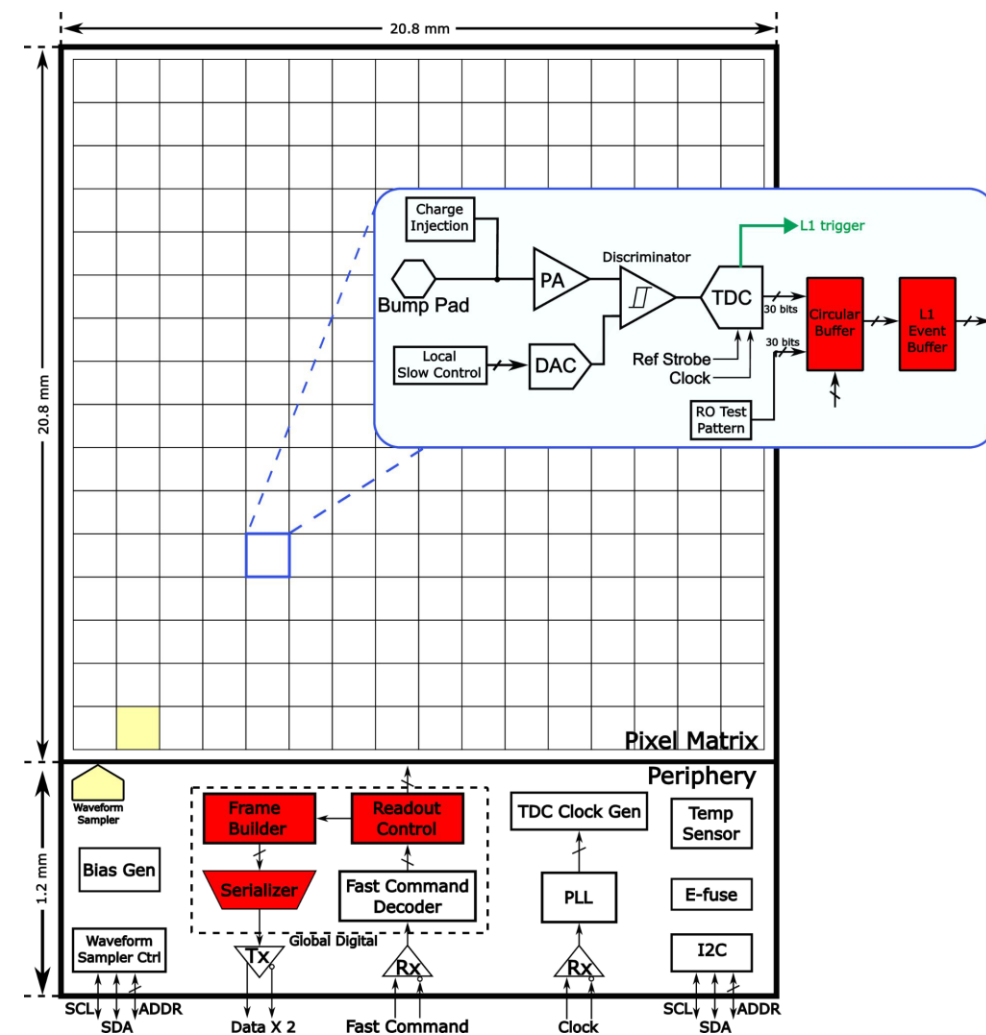 20.8 mm
20.8 mm
Charge
Injection
L1 trigger
Discriminator
PA
TDC
Bump Pad
30 bits
Circular
Buffer
L1
Event
Buffer
30 bits
Local
Slow Control
DAC
Ref Strobe
Clock
RO Test
Pattern
Pixel Matrix
Periphery
1.2 mm
Waveform
Sampler
Frame
Builder
Readout
Control
TDC Clock Gen
Temp
Sensor
Bias Gen
Serializer
Fast Command
Decoder
PLL
E-fuse
Global Digital
Waveform
Sampler Ctrl
Tx
Rx
Rx
I2C
SCL
ADDR
SDA
Data X 2
Fast Command
Clock
SCL
ADDR
SDA